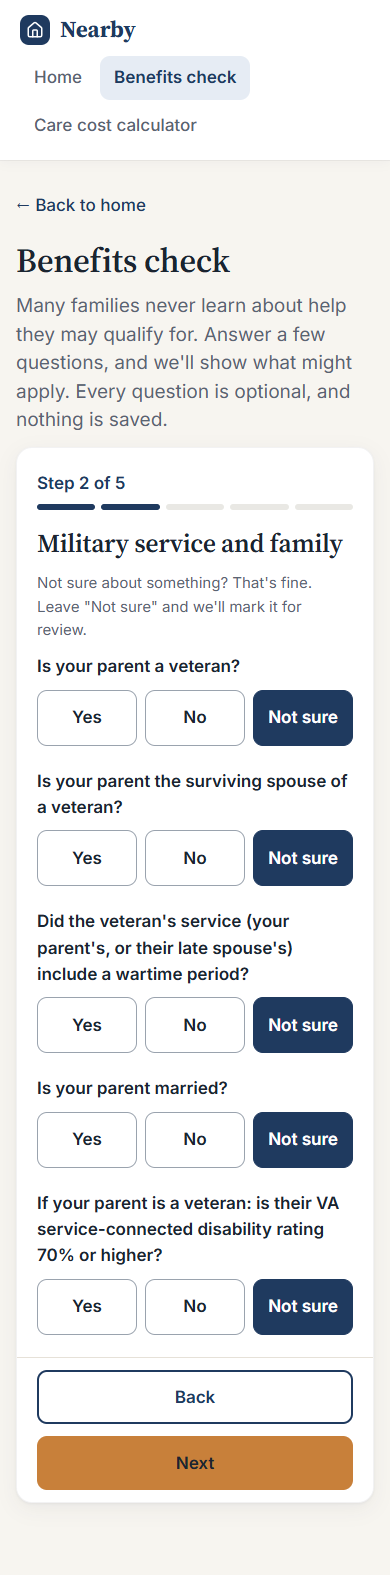 Nearby
Home
Benefits check
Care cost calculator
← Back to home
Benefits check
Many families never learn about help
they may qualify for. Answer a few
questions, and we'll show what might
apply. Every question is optional, and
nothing is saved.
Step 2 of 5
Military service and family
Not sure about something? That's fine.
Leave "Not sure" and we'll mark it for
review.
Is your parent a veteran?
Yes
No
Not sure
Is your parent the surviving spouse of
a veteran?
Yes
No
Not sure
Did the veteran's service (your
parent's, or their late spouse's)
include a wartime period?
Yes
No
Not sure
Is your parent married?
Yes
No
Not sure
If your parent is a veteran: is their VA
service-connected disability rating
70% or higher?
Yes
No
Not sure
Back
Next